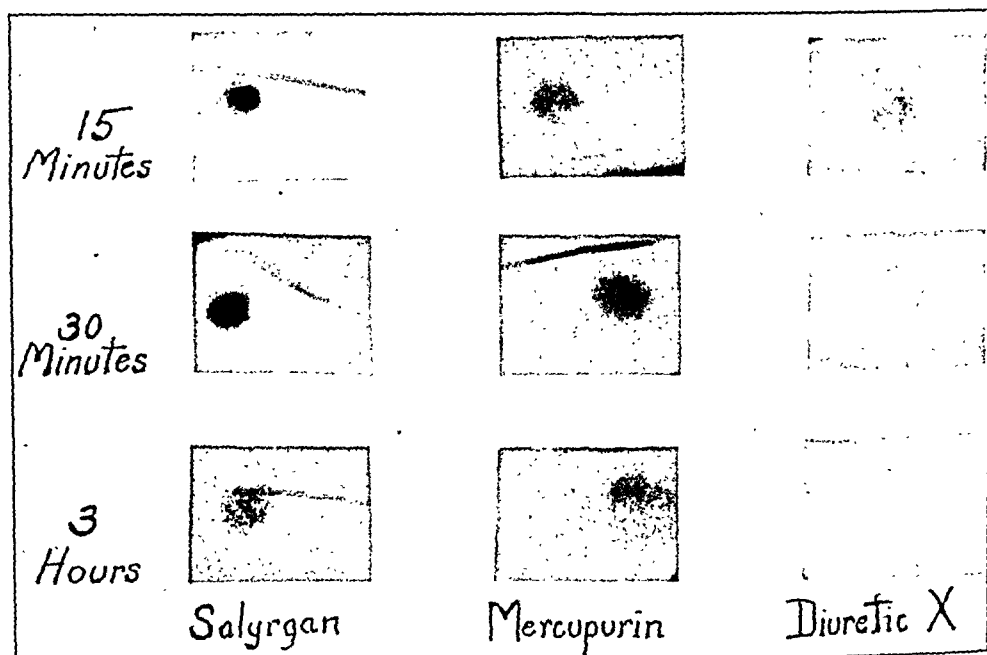 15
Minutes
30
Minutes
3
Hours
Salyrgan
Mercupurin
Diuretic X